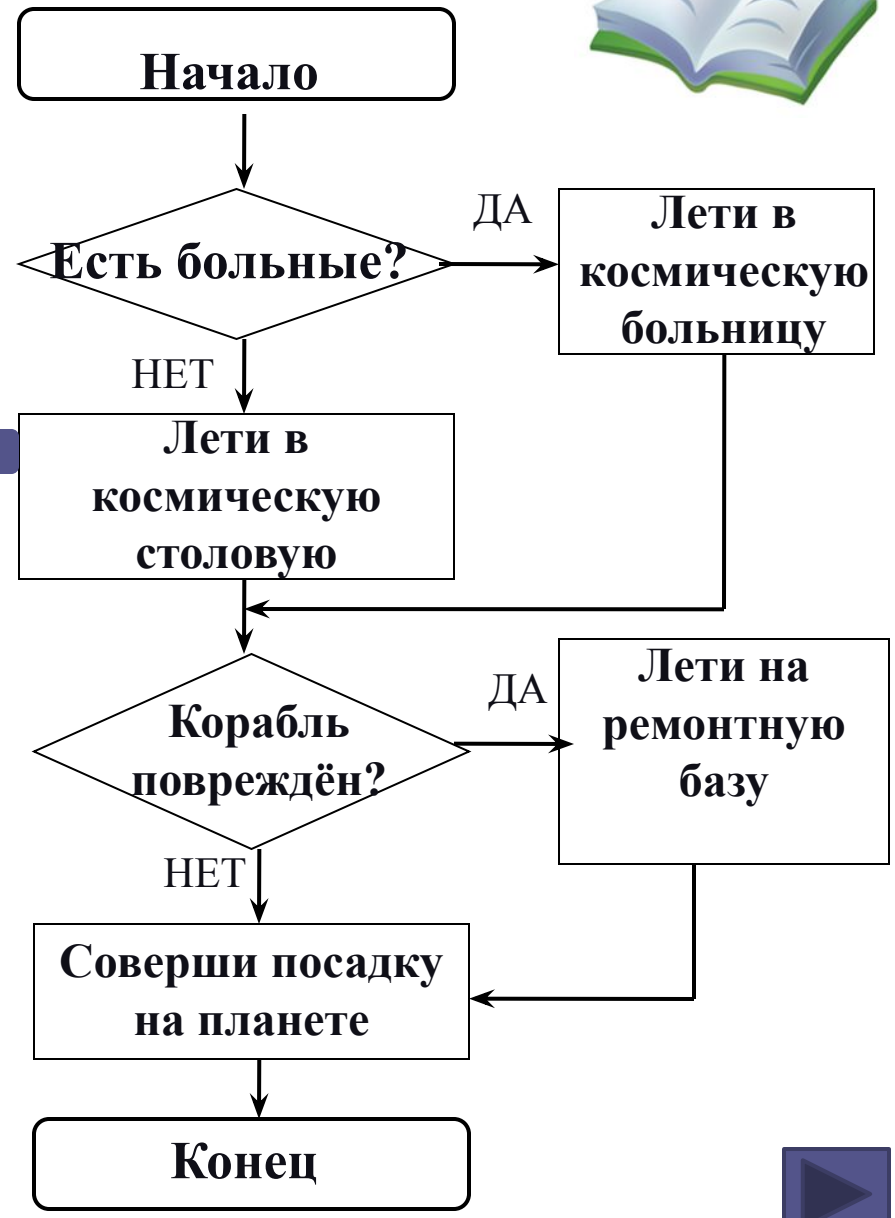 Начало
Есть больные?
ДА
Лети в
космическую
больницу
НЕТ
Лети в
космическую
столовую
Корабль
повреждён?
ДА
Лети на
ремонтную
базу
НЕТ
Соверши посадку
на планете
Конец